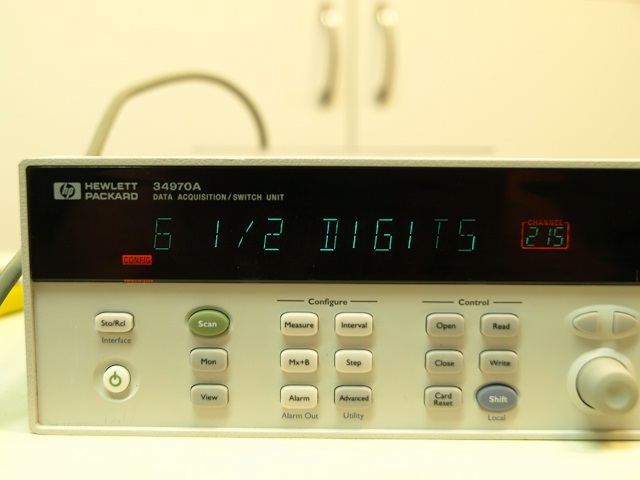 hp HEWLETT PACKARD
34970A
DATA ACQUISITION/SWITCH UNIT
6 1/2 DIGITS
CHANNEL
215
CONFIG
Configure
Control
Sto/Rcl
Scan
Measure
Interval
Open
Read
Interface
Mon
Mx+B
Step
Close
Write
View
Alarm
Advanced
Card Reset
Shift
Alarm Out
Utility
Local